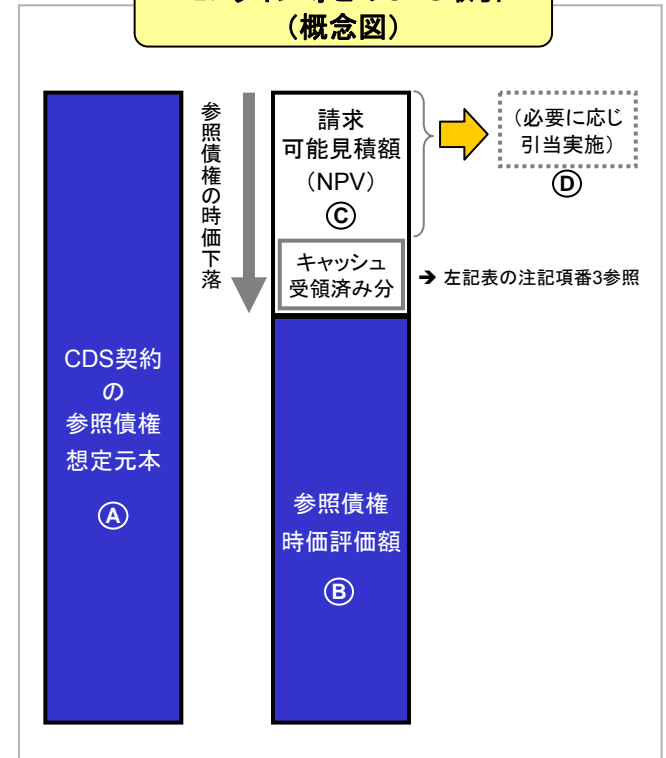 （概念図）
参照債権の時価下落
請求
可能見積額
（NPV）
Ⓒ
（必要に応じ
引当実施）
Ⓓ
キャッシュ
受領済み分
➔ 左記表の注記項番3参照
CDS契約
の
参照債権
想定元本
Ⓐ
参照債権
時価評価額
Ⓑ